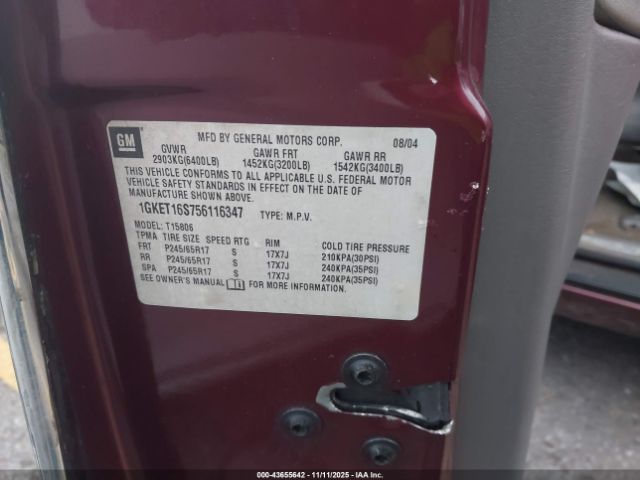 GM
MFD BY GENERAL MOTORS CORP. 08/04
GVWR GAWR FRT GAWR RR
2903KG(6400LB) 1452KG(3200LB) 1542KG(3400LB)
THIS VEHICLE CONFORMS TO ALL APPLICABLE U.S. FEDERAL MOTOR
VEHICLE SAFETY STANDARDS IN EFFECT ON THE DATE OF
MANUFACTURE SHOWN ABOVE.
1GKET16S756116347 TYPE: M.P.V.
MODEL: T15806
TPMA TIRE SIZE SPEED RTG RIM COLD TIRE PRESSURE
FRT P245/65R17 S 17X7J 210KPA(30PSI)
RR P245/65R17 S 17X7J 240KPA(35PSI)
SPA P245/65R17 S 17X7J 240KPA(35PSI)
SEE OWNER'S MANUAL FOR MORE INFORMATION.
000-43655642 - 11/11/2025 - IAAI.com